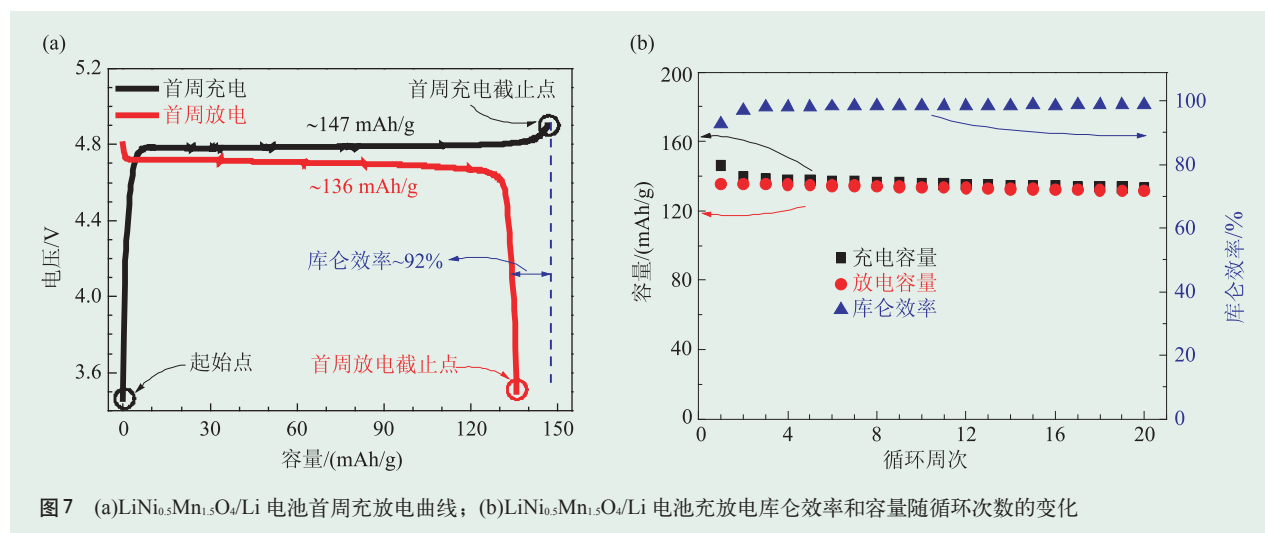 (a)
5.2
4.8
4.4
4.0
3.6
电压/V
首周充电
首周放电
首周充电截止点
~147 mAh/g
~136 mAh/g
库仑效率~92%
起始点
首周放电截止点
0 30 60 90 120 150
容量/(mAh/g)
(b)
200
160
120
80
40
0
容量/(mAh/g)
充电容量
放电容量
库仑效率
100
80
60
40
20
0
库仑效率/%
0 4 8 12 16 20
循环周次
图7 (a)LiNi₀.₅Mn₁.₅O₄/Li 电池首周充放电曲线；(b)LiNi₀.₅Mn₁.₅O₄/Li 电池充放电库仑效率和容量随循环次数的变化